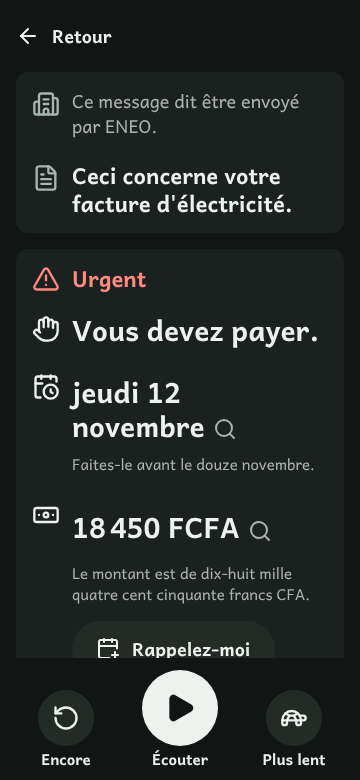 Retour
Ce message dit être envoyé
par ENEO.
Ceci concerne votre
facture d'électricité.
Urgent
Vous devez payer.
jeudi 12
novembre
Faites-le avant le douze novembre.
18 450 FCFA
Le montant est de dix-huit mille
quatre cent cinquante francs CFA.
Rappelez-moi
Encore
Écouter
Plus lent